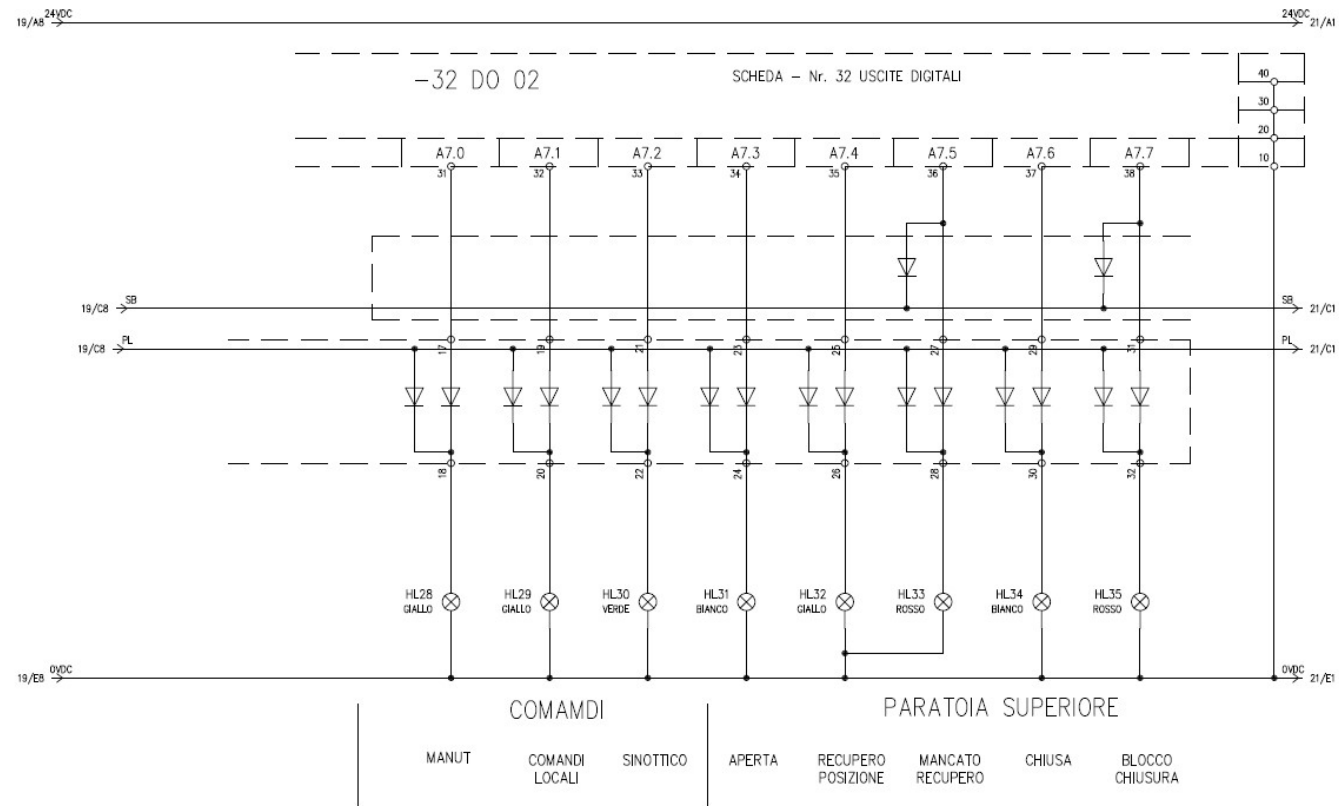 24VDC 24VDC
19/A8 21/A1
-32 DO 02 SCHEDA - Nr. 32 USCITE DIGITALI
40
30
20
10
A7.0 A7.1 A7.2 A7.3 A7.4 A7.5 A7.6 A7.7
31 32 33 34 35 36 37 38
19/C8 SB SB 21/C1
19/C8 PL PL 21/C1
17 19 21 23 25 27 29 31
18 20 22 24 26 28 30 32
HL28 HL29 HL30 HL31 HL32 HL33 HL34 HL35
GIALLO GIALLO VERDE BIANCO GIALLO ROSSO BIANCO ROSSO
19/E8 0VDC 0VDC 21/E1
COMAMDI PARATOIA SUPERIORE
MANUT COMANDI SINOTTICO APERTA RECUPERO MANCATO CHIUSA BLOCCO
LOCALI POSIZIONE RECUPERO CHIUSURA